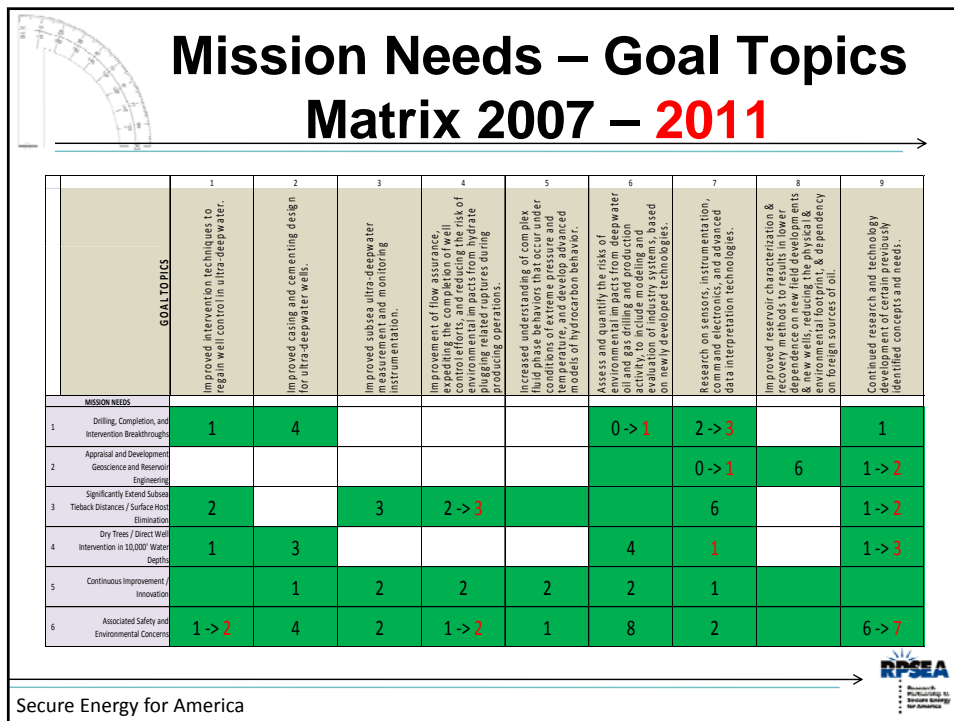 Mission Needs – Goal Topics
Matrix 2007 – 2011
1 2 3 4 5 6 7 8 9
GOAL TOPICS
Improved intervention techniques to
regain well control in ultra-deepwater.
Improved casing and cementing design
for ultra-deepwater wells.
Improved subsea ultra-deepwater
measurement and monitoring
instrumentation.
Improvement of flow assurance,
expediting the completion of well
control efforts, and reducing the risk of
environmental impacts from hydrate
plugging related ruptures during
producing operations.
Increased understanding of complex
fluid phase behaviors that occur under
conditions of extreme pressure and
temperature, and develop advanced
models of hydrocarbon behavior.
Assess and quantify the risks of
environmental impacts from deepwater
oil and gas drilling and production
activity, to include modeling and
evaluation of industry systems, based
on newly developed technologies.
Research on sensors, instrumentation,
command electronics, and advanced
data interpretation technologies.
Improved reservoir characterization &
recovery methods to results in lower
dependence on new field developments
& new wells, reducing the physical &
environmental footprint, & dependency
on foreign sources of oil.
Continued research and technology
development of certain previously
identified concepts and needs.
MISSION NEEDS
1 Drilling, Completion, and
Intervention Breakthroughs
1 4 0 -> 1 2 -> 3 1
2 Appraisal and Development
Geoscience and Reservoir
Engineering
0 -> 1 6 1 -> 2
3 Significantly Extend Subsea
Tieback Distances / Surface Host
Elimination
2 3 2 -> 3 6 1 -> 2
4 Dry Trees / Direct Well
Intervention in 10,000' Water
Depths
1 3 4 1 1 -> 3
5 Continuous Improvement /
Innovation
1 2 2 2 2 1
6 Associated Safety and
Environmental Concerns
1 -> 2 4 2 1 -> 2 1 8 2 6 -> 7
Secure Energy for America
RPSEA
Research
Partnership to
Secure Energy
for America